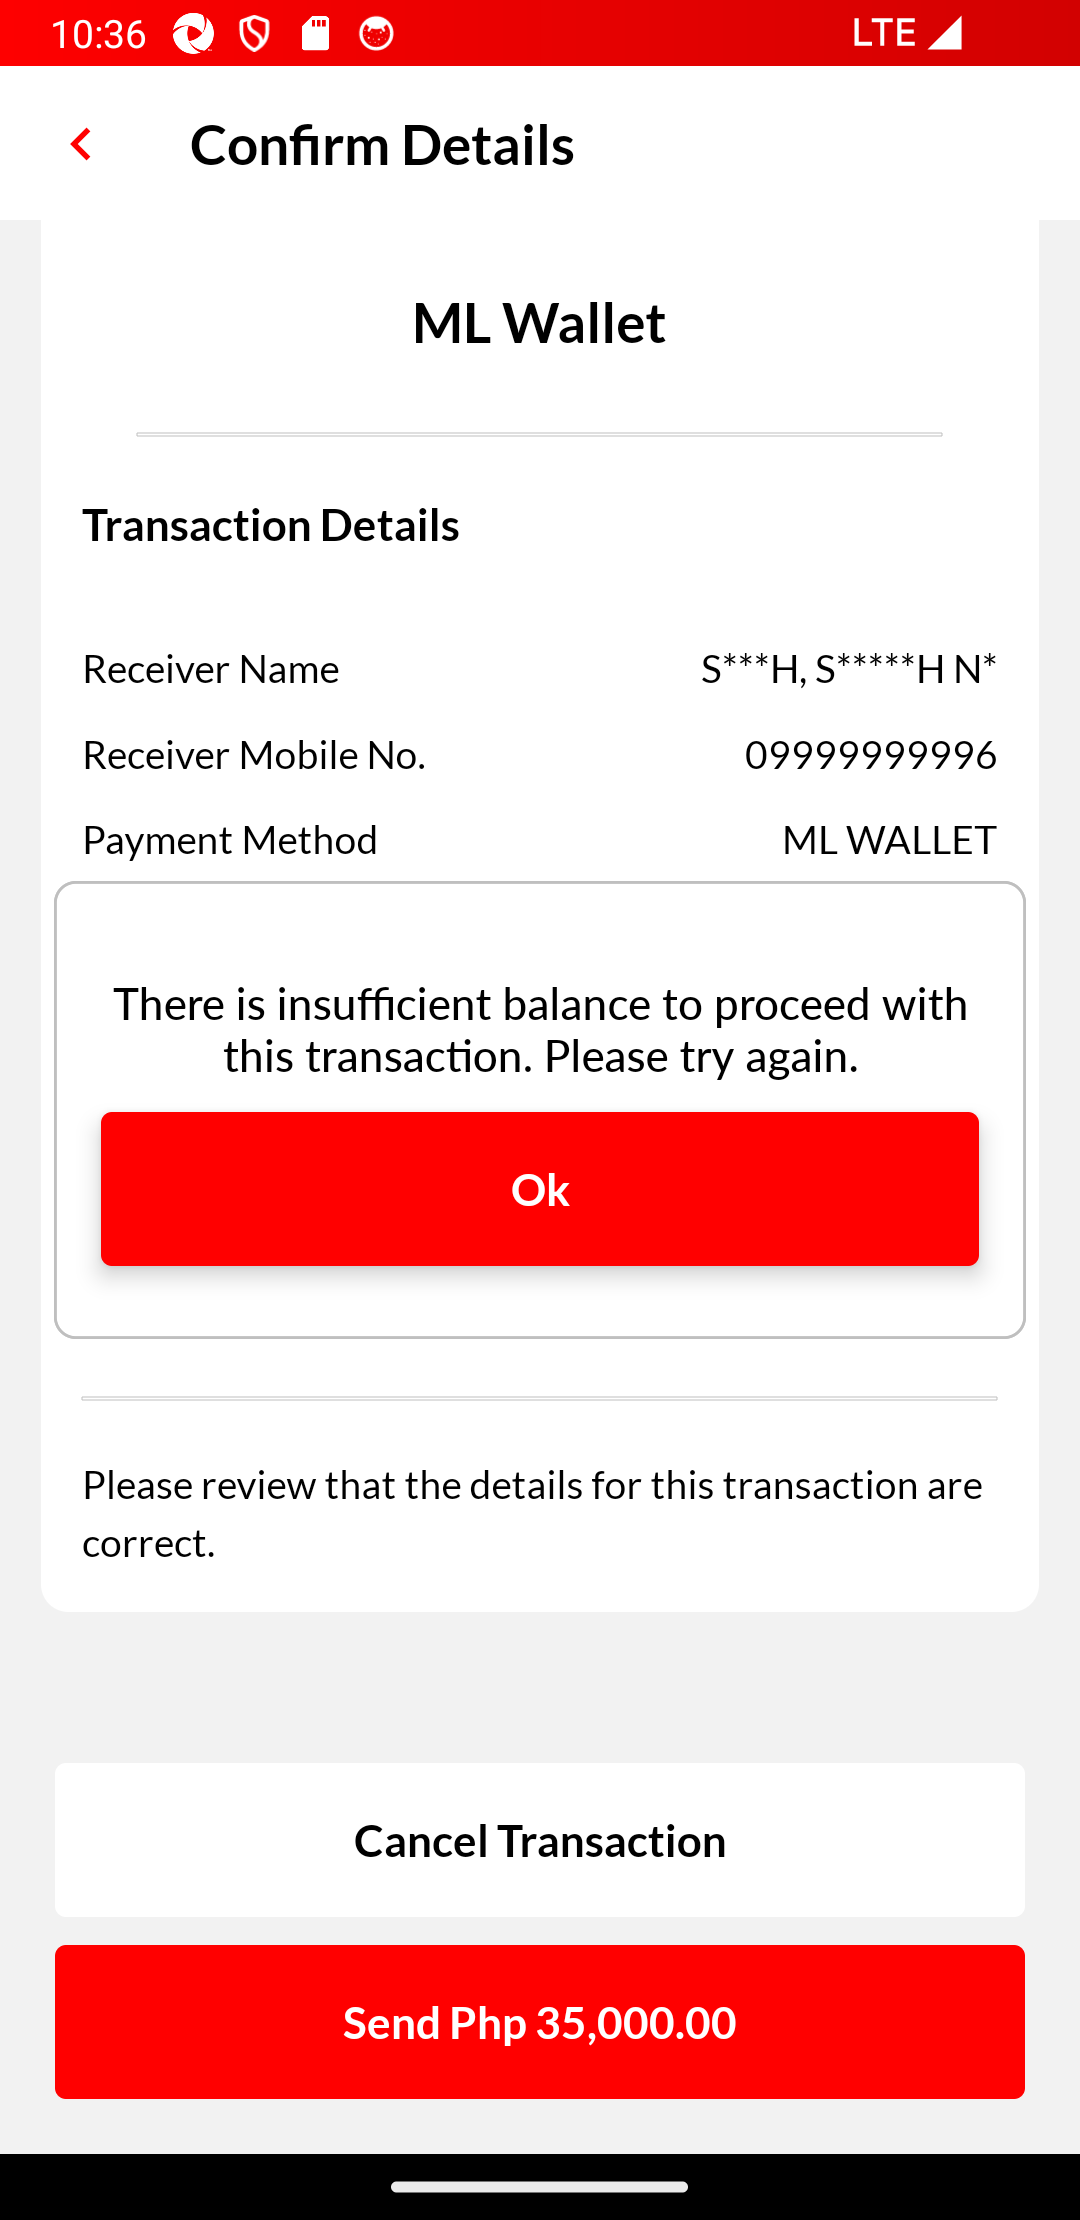 10:36
LTE
Confirm Details
ML Wallet
Transaction Details
Receiver Name S***H, S*****H N*
Receiver Mobile No. 09999999996
Payment Method ML WALLET
There is insufficient balance to proceed with
this transaction. Please try again.
Ok
Please review that the details for this transaction are
correct.
Cancel Transaction
Send Php 35,000.00